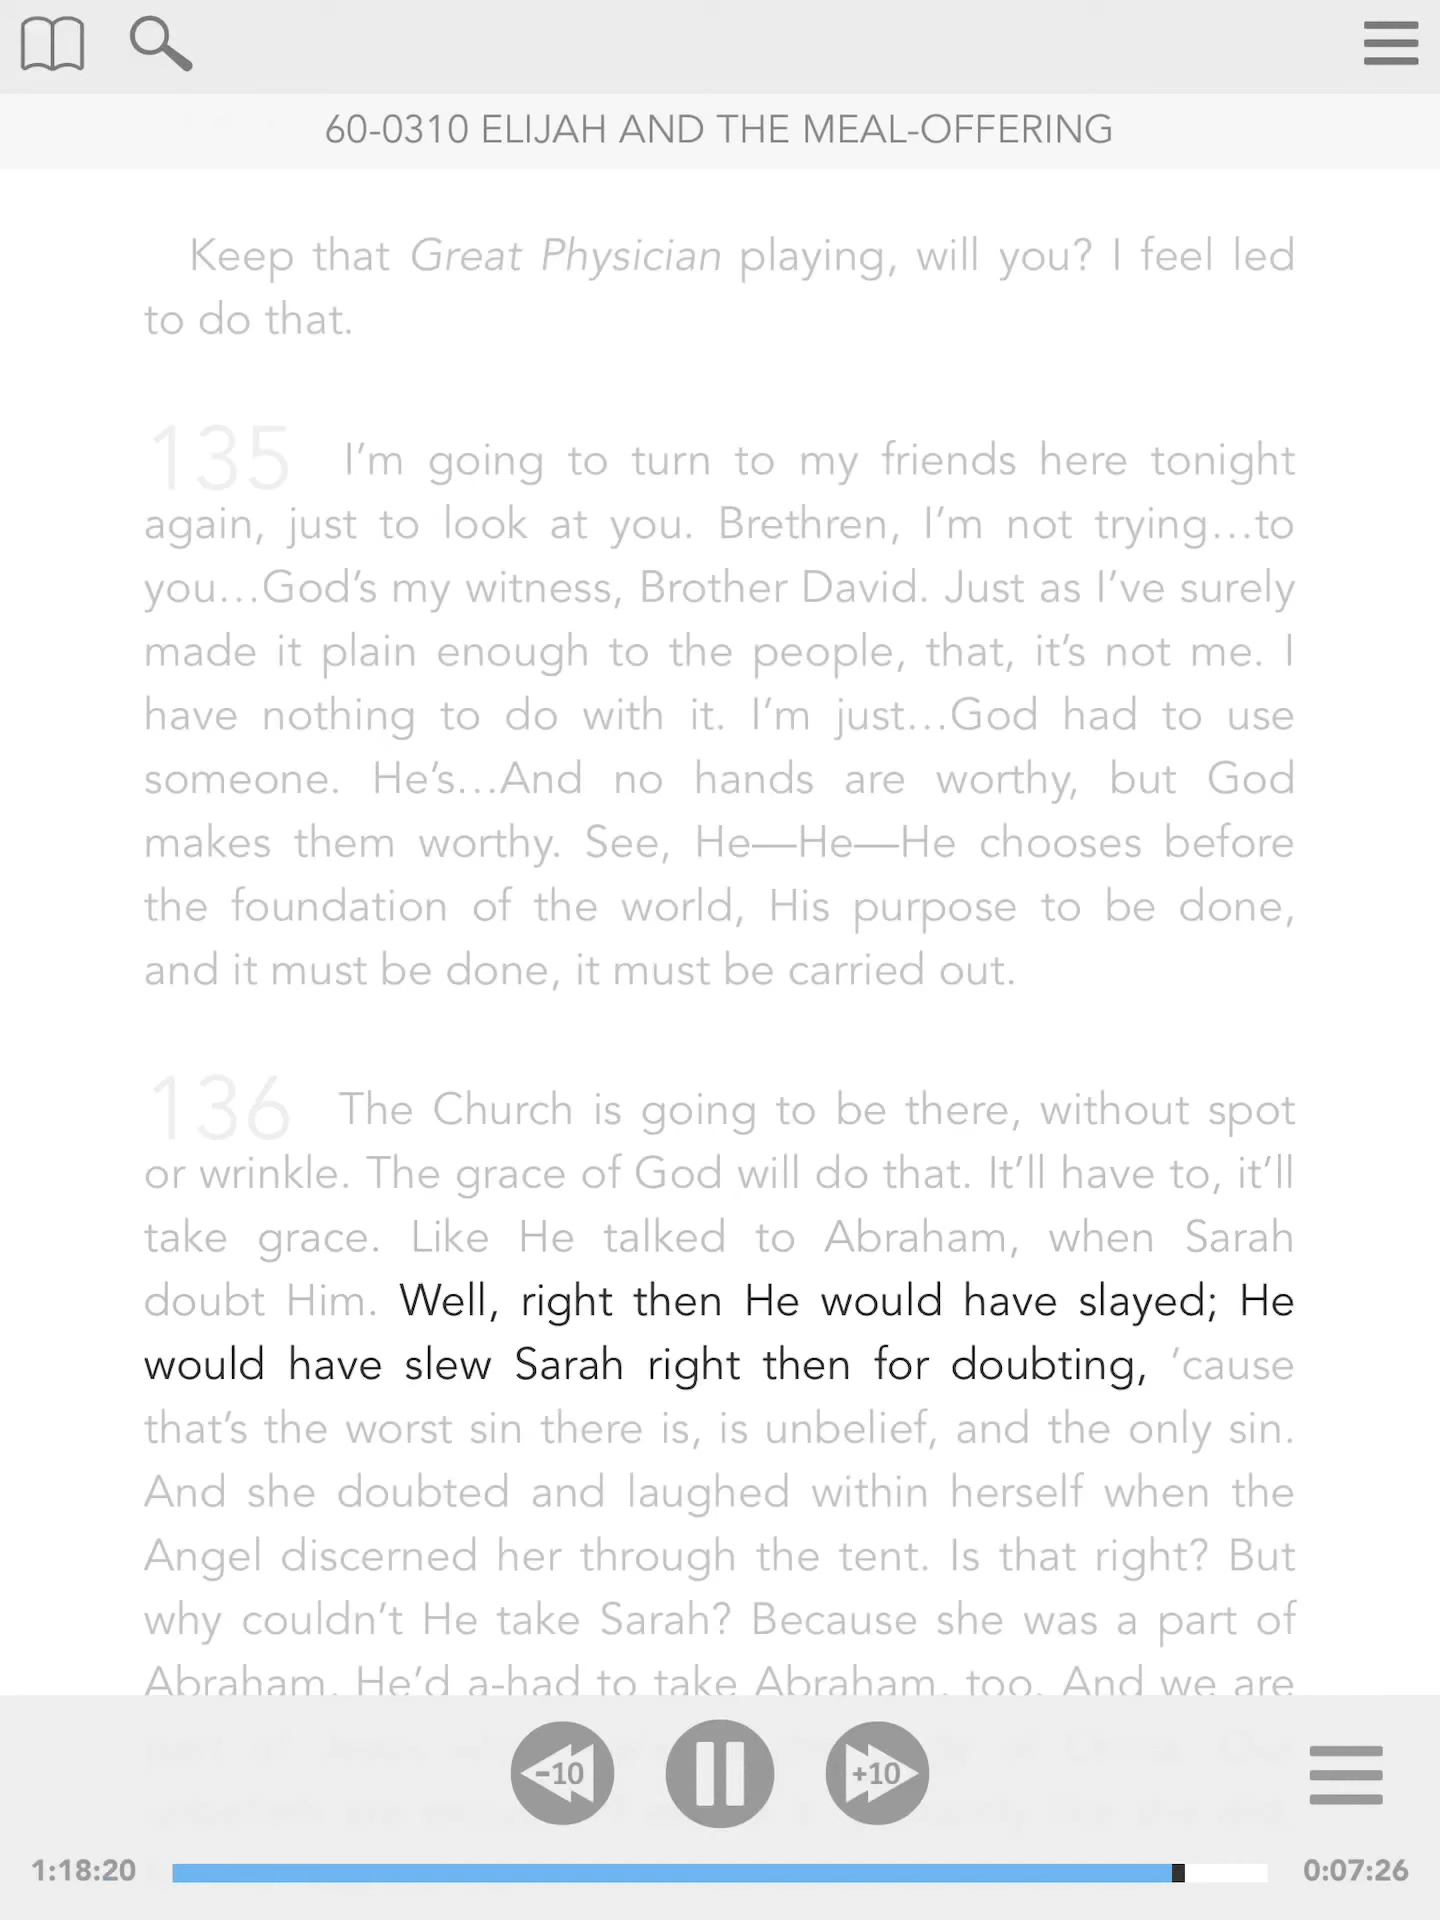 60-0310 ELIJAH AND THE MEAL-OFFERING
Keep that Great Physician playing, will you? I feel led
to do that.
135 I’m going to turn to my friends here tonight
again, just to look at you. Brethren, I’m not trying…to
you…God’s my witness, Brother David. Just as I’ve surely
made it plain enough to the people, that, it’s not me. I
have nothing to do with it. I’m just…God had to use
someone. He’s…And no hands are worthy, but God
makes them worthy. See, He—He—He chooses before
the foundation of the world, His purpose to be done,
and it must be done, it must be carried out.
136 The Church is going to be there, without spot
or wrinkle. The grace of God will do that. It’ll have to, it’ll
take grace. Like He talked to Abraham, when Sarah
doubt Him. Well, right then He would have slayed; He
would have slew Sarah right then for doubting, ’cause
that’s the worst sin there is, is unbelief, and the only sin.
And she doubted and laughed within herself when the
Angel discerned her through the tent. Is that right? But
why couldn’t He take Sarah? Because she was a part of
Abraham. He’d a-had to take Abraham, too. And we are
-10 +10
1:18:20 0:07:26